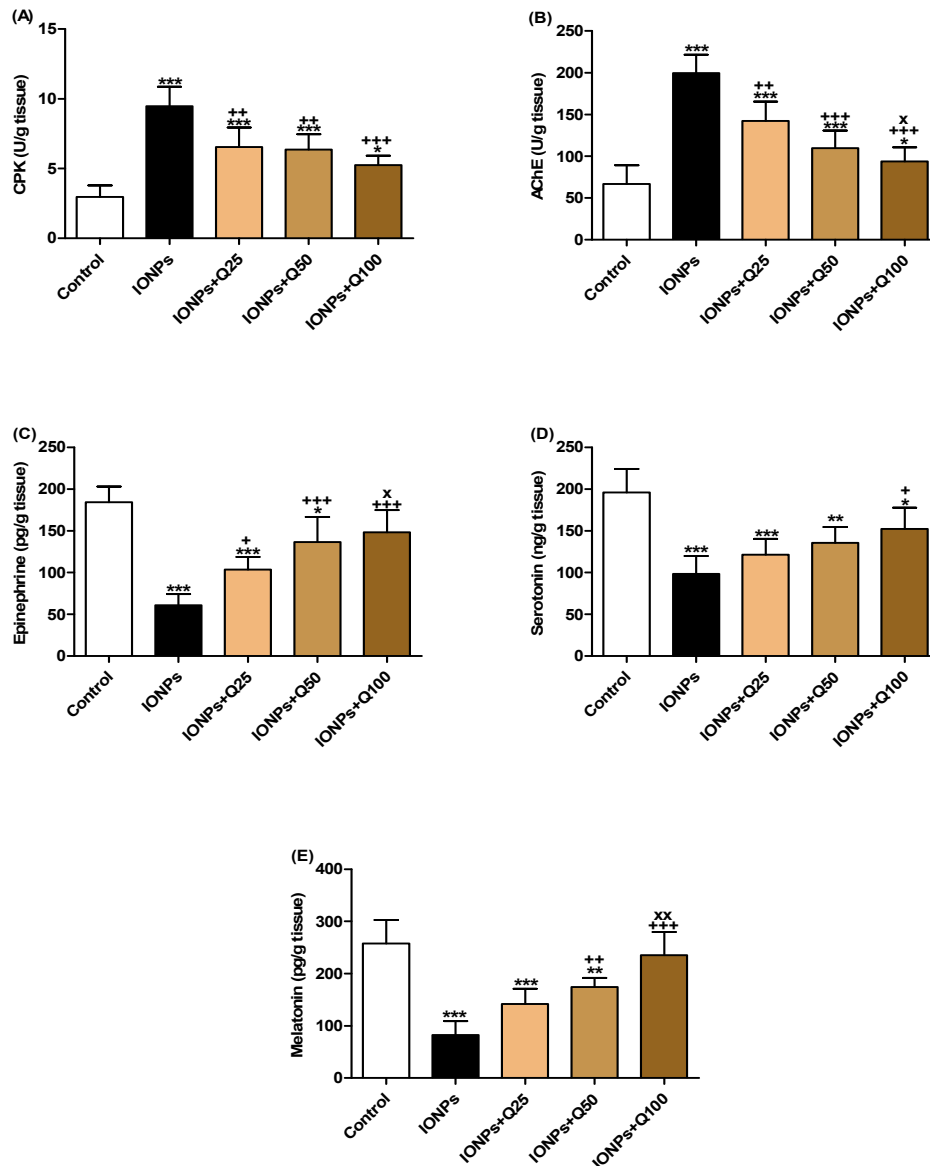 (A)
CPK (U/g tissue)
15
10
5
0
***
++
***
++
***
+++
*
Control
IONPs
IONPs+Q25
IONPs+Q50
IONPs+Q100
(B)
AChE (U/g tissue)
250
200
150
100
50
0
***
++
***
+++
***
x
+++
*
Control
IONPs
IONPs+Q25
IONPs+Q50
IONPs+Q100
(C)
Epinephrine (pg/g tissue)
250
200
150
100
50
0
***
+
***
+++
*
x
+++
Control
IONPs
IONPs+Q25
IONPs+Q50
IONPs+Q100
(D)
Serotonin (ng/g tissue)
250
200
150
100
50
0
***
***
**
+
*
Control
IONPs
IONPs+Q25
IONPs+Q50
IONPs+Q100
(E)
Melatonin (pg/g tissue)
400
300
200
100
0
***
***
++
**
xx
+++
Control
IONPs
IONPs+Q25
IONPs+Q50
IONPs+Q100